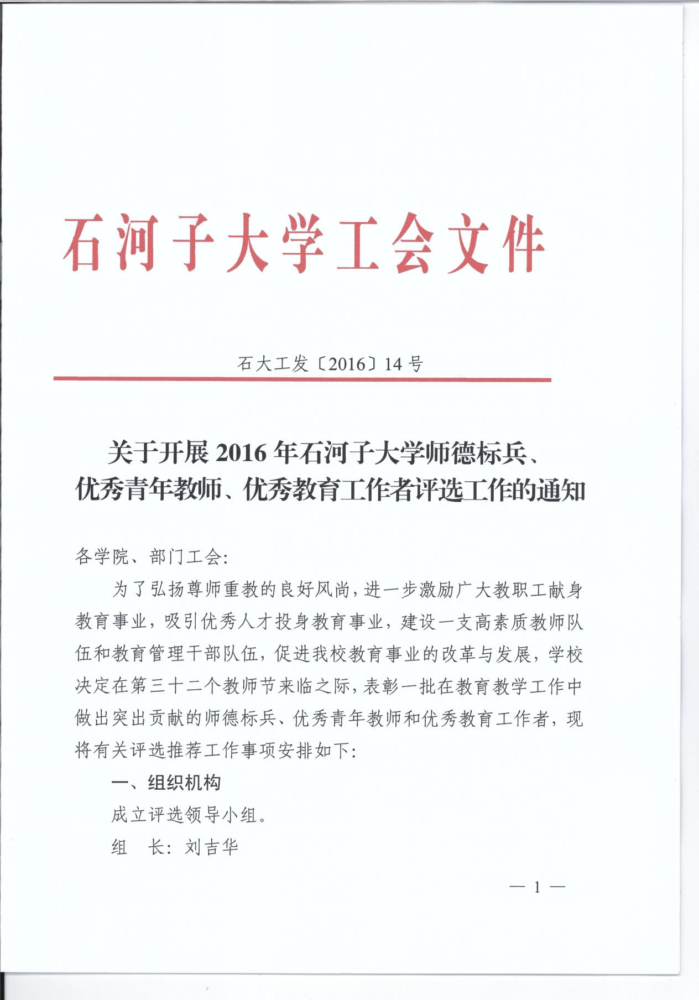 石河子大学工会文件
石大工发〔2016〕14 号
关于开展 2016 年石河子大学师德标兵、
优秀青年教师、优秀教育工作者评选工作的通知
各学院、部门工会：
为了弘扬尊师重教的良好风尚，进一步激励广大教职工献身
教育事业，吸引优秀人才投身教育事业，建设一支高素质教师队
伍和教育管理干部队伍，促进我校教育事业的改革与发展，学校
决定在第三十二个教师节来临之际，表彰一批在教育教学工作中
做出突出贡献的师德标兵、优秀青年教师和优秀教育工作者，现
将有关评选推荐工作事项安排如下：
一、组织机构
成立评选领导小组。
组　长：刘吉华
— 1 —